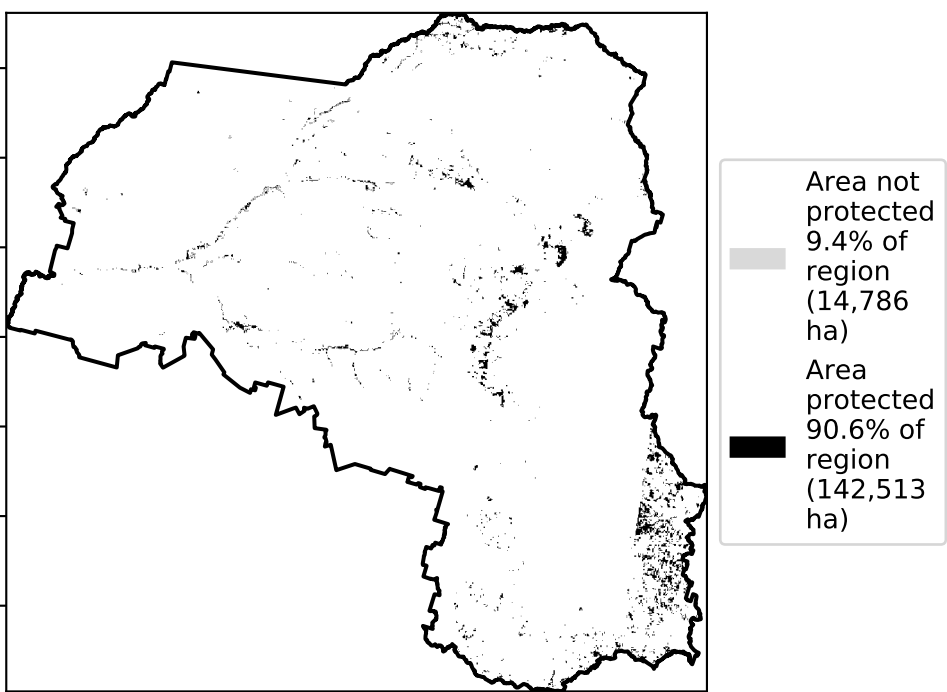 Area not
protected
9.4% of
region
(14,786
ha)
Area
protected
90.6% of
region
(142,513
ha)